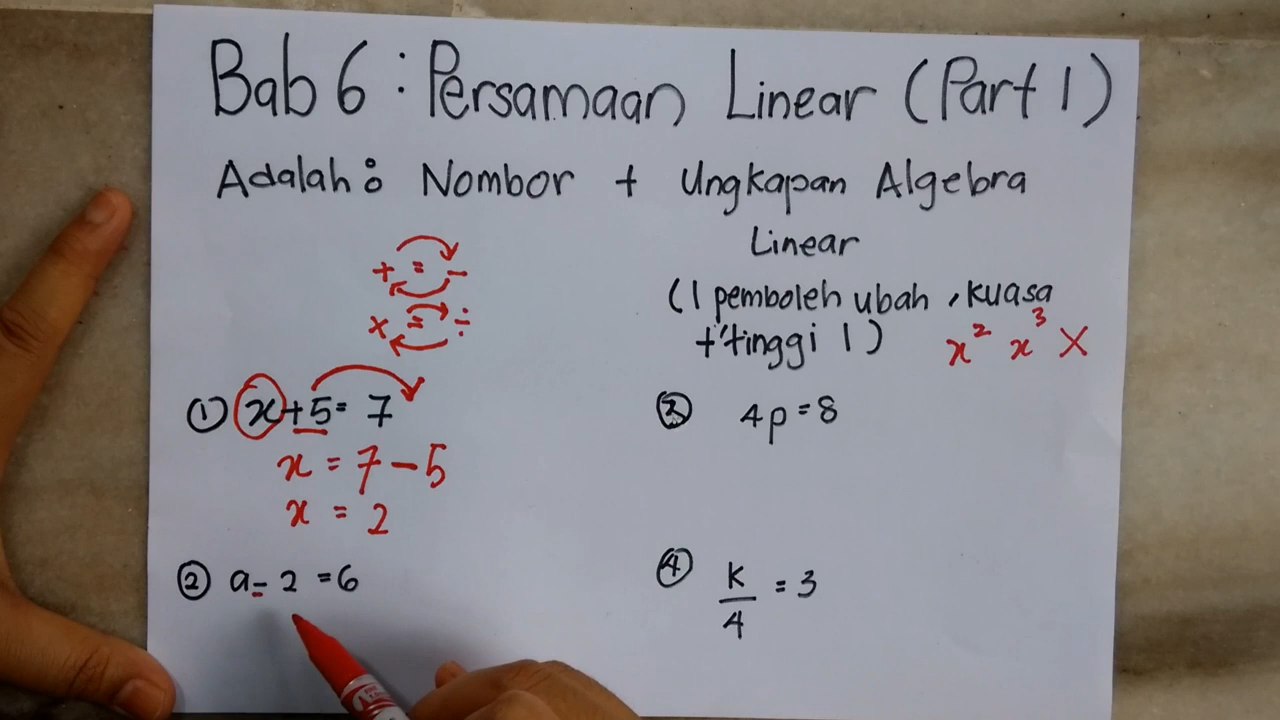 Bab 6 : Persamaan Linear (Part 1)
Adalah : Nombor + Ungkapan Algebra
Linear
(1 pemboleh ubah, kuasa
t'tinggi 1)
x² x³ X
+ = -
× = ÷
① x + 5 = 7
x = 7 - 5
x = 2
② a - 2 = 6
③ 4p = 8
④ K/4 = 3